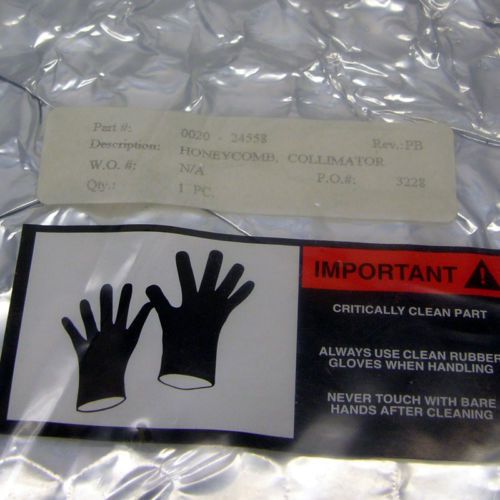 Part #: 0020 - 24558 Rev.:PB
Description: HONEYCOMB, COLLIMATOR
W.O. #: N/A P.O.#: 3228
Qty.: 1 PC.
IMPORTANT
CRITICALLY CLEAN PART
ALWAYS USE CLEAN RUBBER
GLOVES WHEN HANDLING
NEVER TOUCH WITH BARE
HANDS AFTER CLEANING